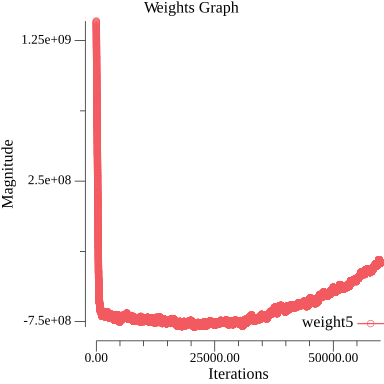 Weights Graph
1.25e+09
2.5e+08
-7.5e+08
Magnitude
weight5
0.00 25000.00 50000.00
Iterations